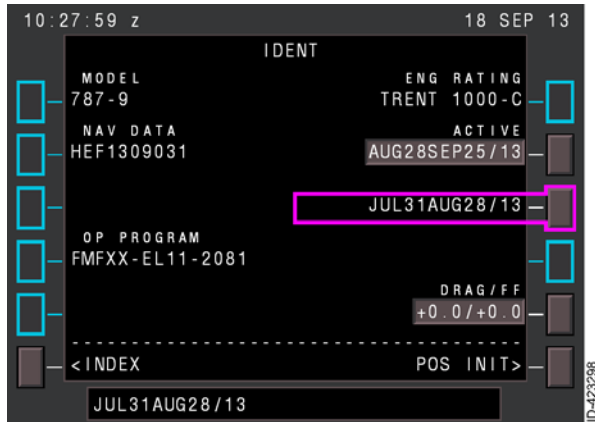 10:27:59 z 18 SEP 13
IDENT
MODEL ENG RATING
787-9 TRENT 1000-C
NAV DATA ACTIVE
HEF1309031 AUG28SEP25/13
JUL31AUG28/13
OP PROGRAM
FMFXX-EL11-2081
DRAG/FF
+0.0/+0.0
<INDEX POS INIT>
JUL31AUG28/13
ID-423298